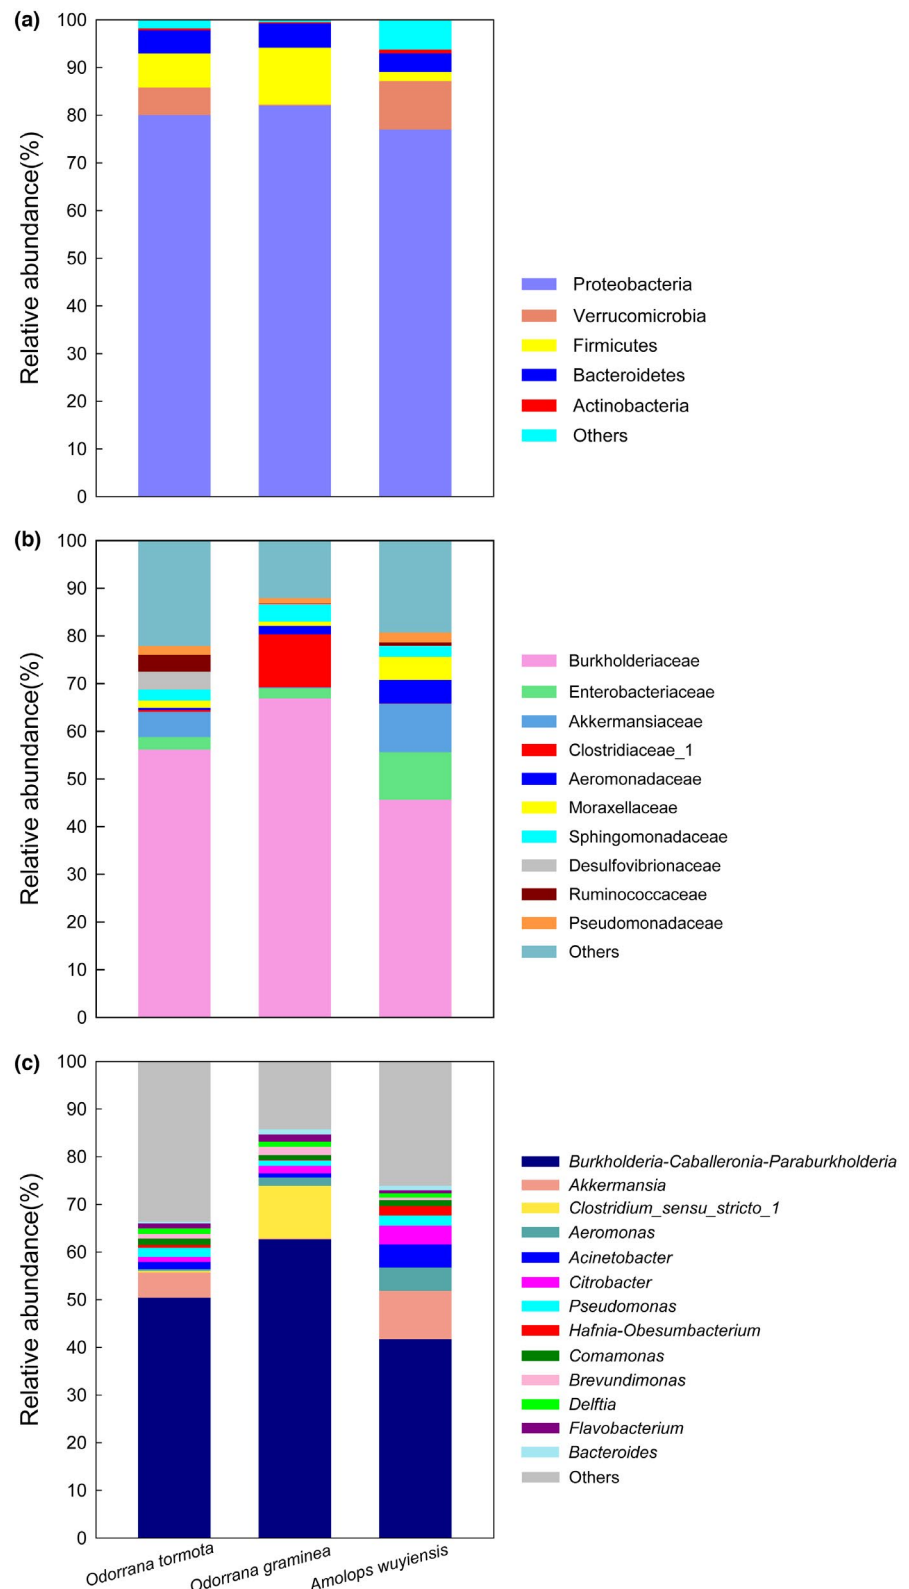 (a)
Relative abundance(%)
100
90
80
70
60
50
40
30
20
10
0
Proteobacteria
Verrucomicrobia
Firmicutes
Bacteroidetes
Actinobacteria
Others
(b)
Relative abundance(%)
100
90
80
70
60
50
40
30
20
10
0
Burkholderiaceae
Enterobacteriaceae
Akkermansiaceae
Clostridiaceae_1
Aeromonadaceae
Moraxellaceae
Sphingomonadaceae
Desulfovibrionaceae
Ruminococcaceae
Pseudomonadaceae
Others
(c)
Relative abundance(%)
100
90
80
70
60
50
40
30
20
10
0
Burkholderia-Caballeronia-Paraburkholderia
Akkermansia
Clostridium_sensu_stricto_1
Aeromonas
Acinetobacter
Citrobacter
Pseudomonas
Hafnia-Obesumbacterium
Comamonas
Brevundimonas
Delftia
Flavobacterium
Bacteroides
Others
Odorrana tormota
Odorrana graminea
Amolops wuyiensis